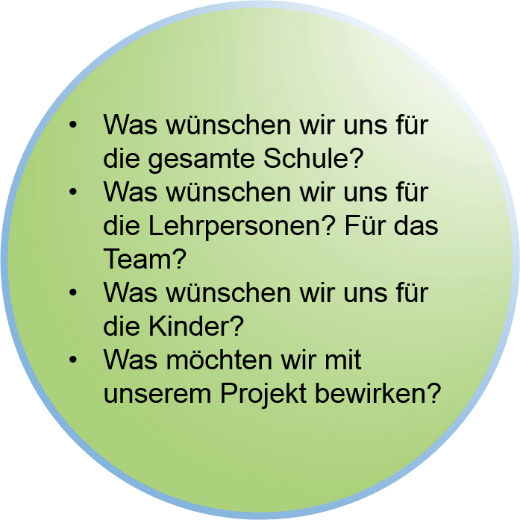 • Was wünschen wir uns für
die gesamte Schule?
• Was wünschen wir uns für
die Lehrpersonen? Für das
Team?
• Was wünschen wir uns für
die Kinder?
• Was möchten wir mit
unserem Projekt bewirken?